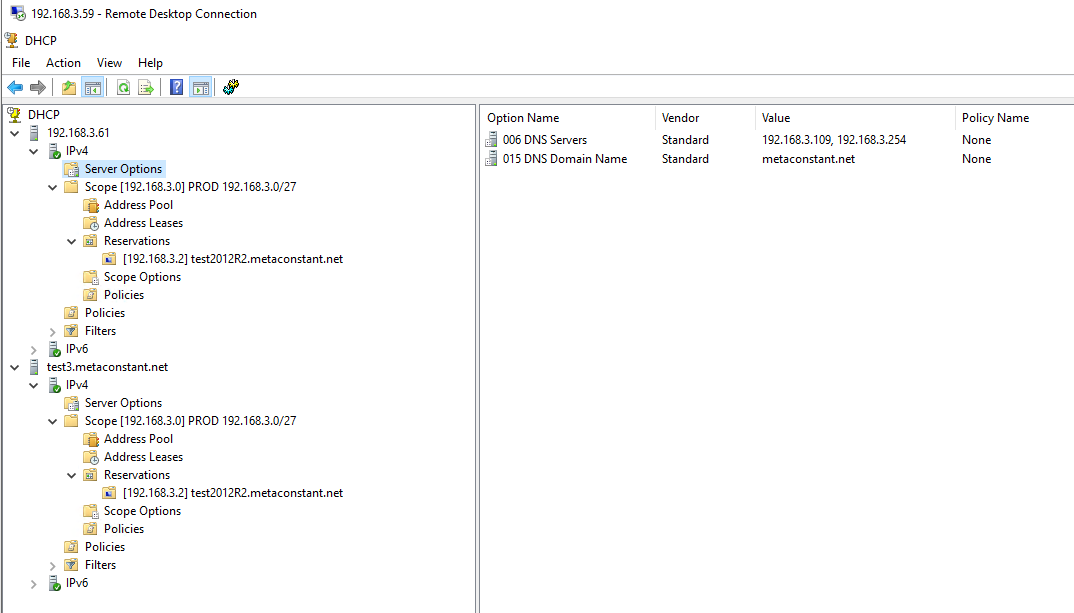 192.168.3.59 - Remote Desktop Connection
DHCP
File Action View Help
DHCP
192.168.3.61
IPv4
Server Options
Scope [192.168.3.0] PROD 192.168.3.0/27
Address Pool
Address Leases
Reservations
[192.168.3.2] test2012R2.metaconstant.net
Scope Options
Policies
Policies
Filters
IPv6
test3.metaconstant.net
IPv4
Server Options
Scope [192.168.3.0] PROD 192.168.3.0/27
Address Pool
Address Leases
Reservations
[192.168.3.2] test2012R2.metaconstant.net
Scope Options
Policies
Policies
Filters
IPv6
Option Name Vendor Value Policy Name
006 DNS Servers Standard 192.168.3.109, 192.168.3.254 None
015 DNS Domain Name Standard metaconstant.net None